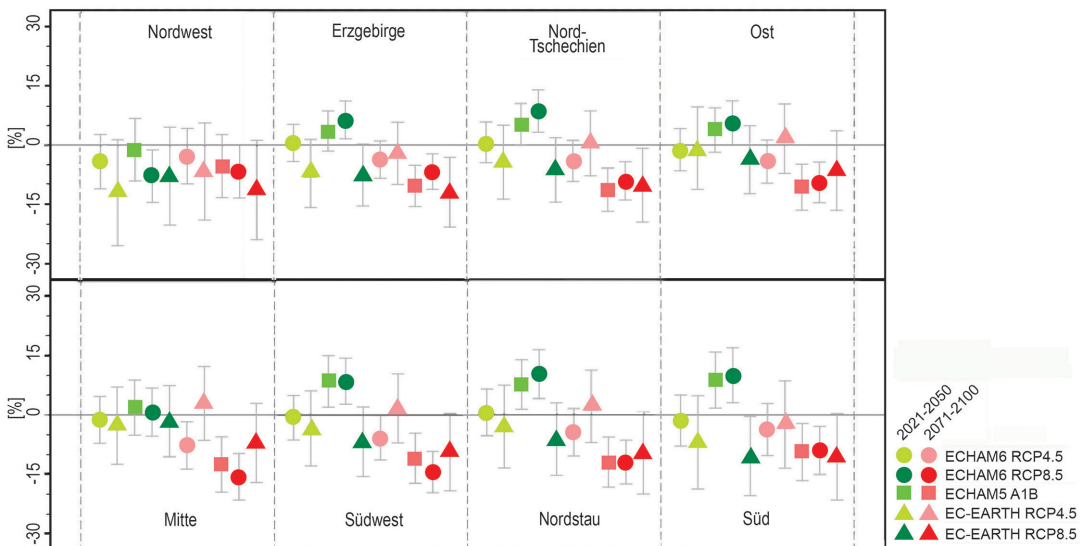 30
15
0
-15
-30
[%]
Nordwest
Erzgebirge
Nord-
Tschechien
Ost
30
15
0
-15
-30
[%]
Mitte
Südwest
Nordstau
Süd
2021-2050
2071-2100
ECHAM6 RCP4.5
ECHAM6 RCP8.5
ECHAM5 A1B
EC-EARTH RCP4.5
EC-EARTH RCP8.5